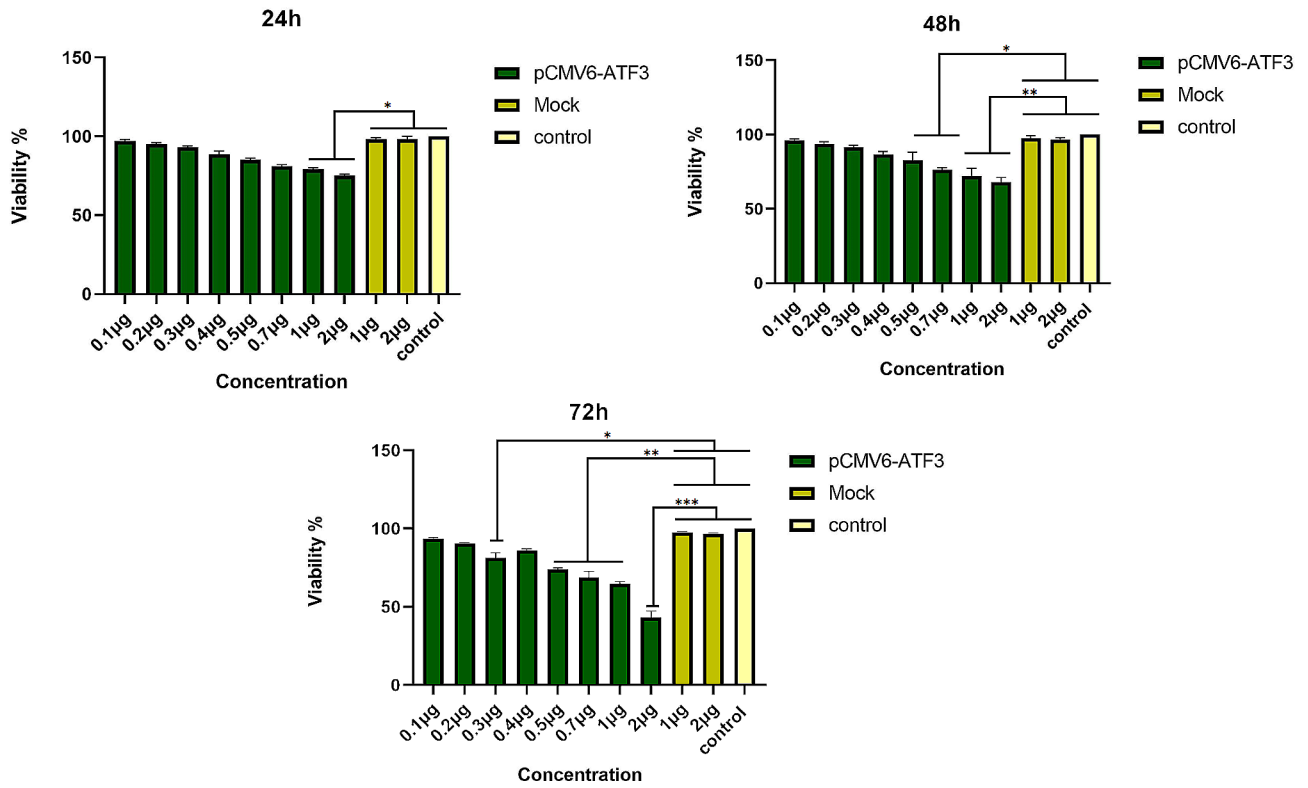 24h
Viability %
150
100
50
0
*
0.1µg 0.2µg 0.3µg 0.4µg 0.5µg 0.7µg 1µg 2µg 1µg 2µg control
Concentration
pCMV6-ATF3
Mock
control
48h
Viability %
150
100
50
0
*
**
0.1µg 0.2µg 0.3µg 0.4µg 0.5µg 0.7µg 1µg 2µg 1µg 2µg control
Concentration
pCMV6-ATF3
Mock
control
72h
Viability %
150
100
50
0
*
**
***
0.1µg 0.2µg 0.3µg 0.4µg 0.5µg 0.7µg 1µg 2µg 1µg 2µg control
Concentration
pCMV6-ATF3
Mock
control